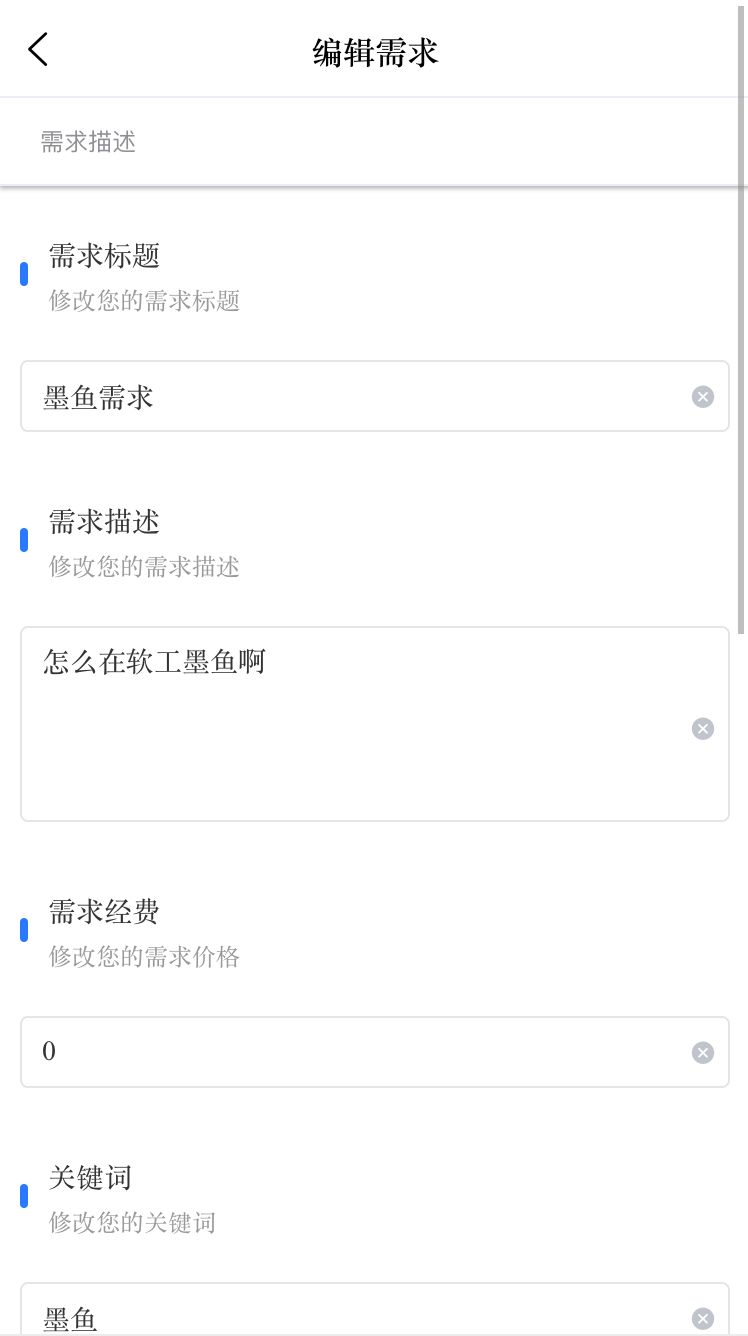 编辑需求
需求描述
需求标题
修改您的需求标题
墨鱼需求
需求描述
修改您的需求描述
怎么在软工墨鱼啊
需求经费
修改您的需求价格
0
关键词
修改您的关键词
墨鱼